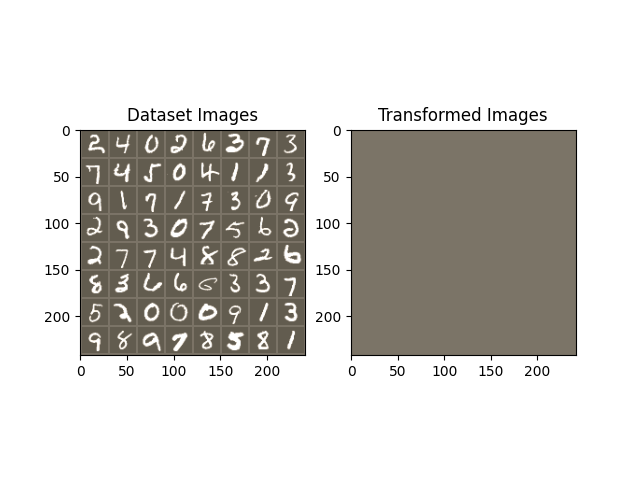 Dataset Images
Transformed Images
0
50
100
150
200
0 50 100 150 200
2 4 0 2 6 3 7 3
7 4 5 0 4 1 1 3
9 1 7 1 7 3 0 9
2 9 3 0 7 5 6 2
2 7 7 4 8 8 2 6
8 3 6 6 6 3 3 7
5 2 0 0 0 9 1 3
9 8 9 7 8 5 8 1
0
50
100
150
200
0 50 100 150 200